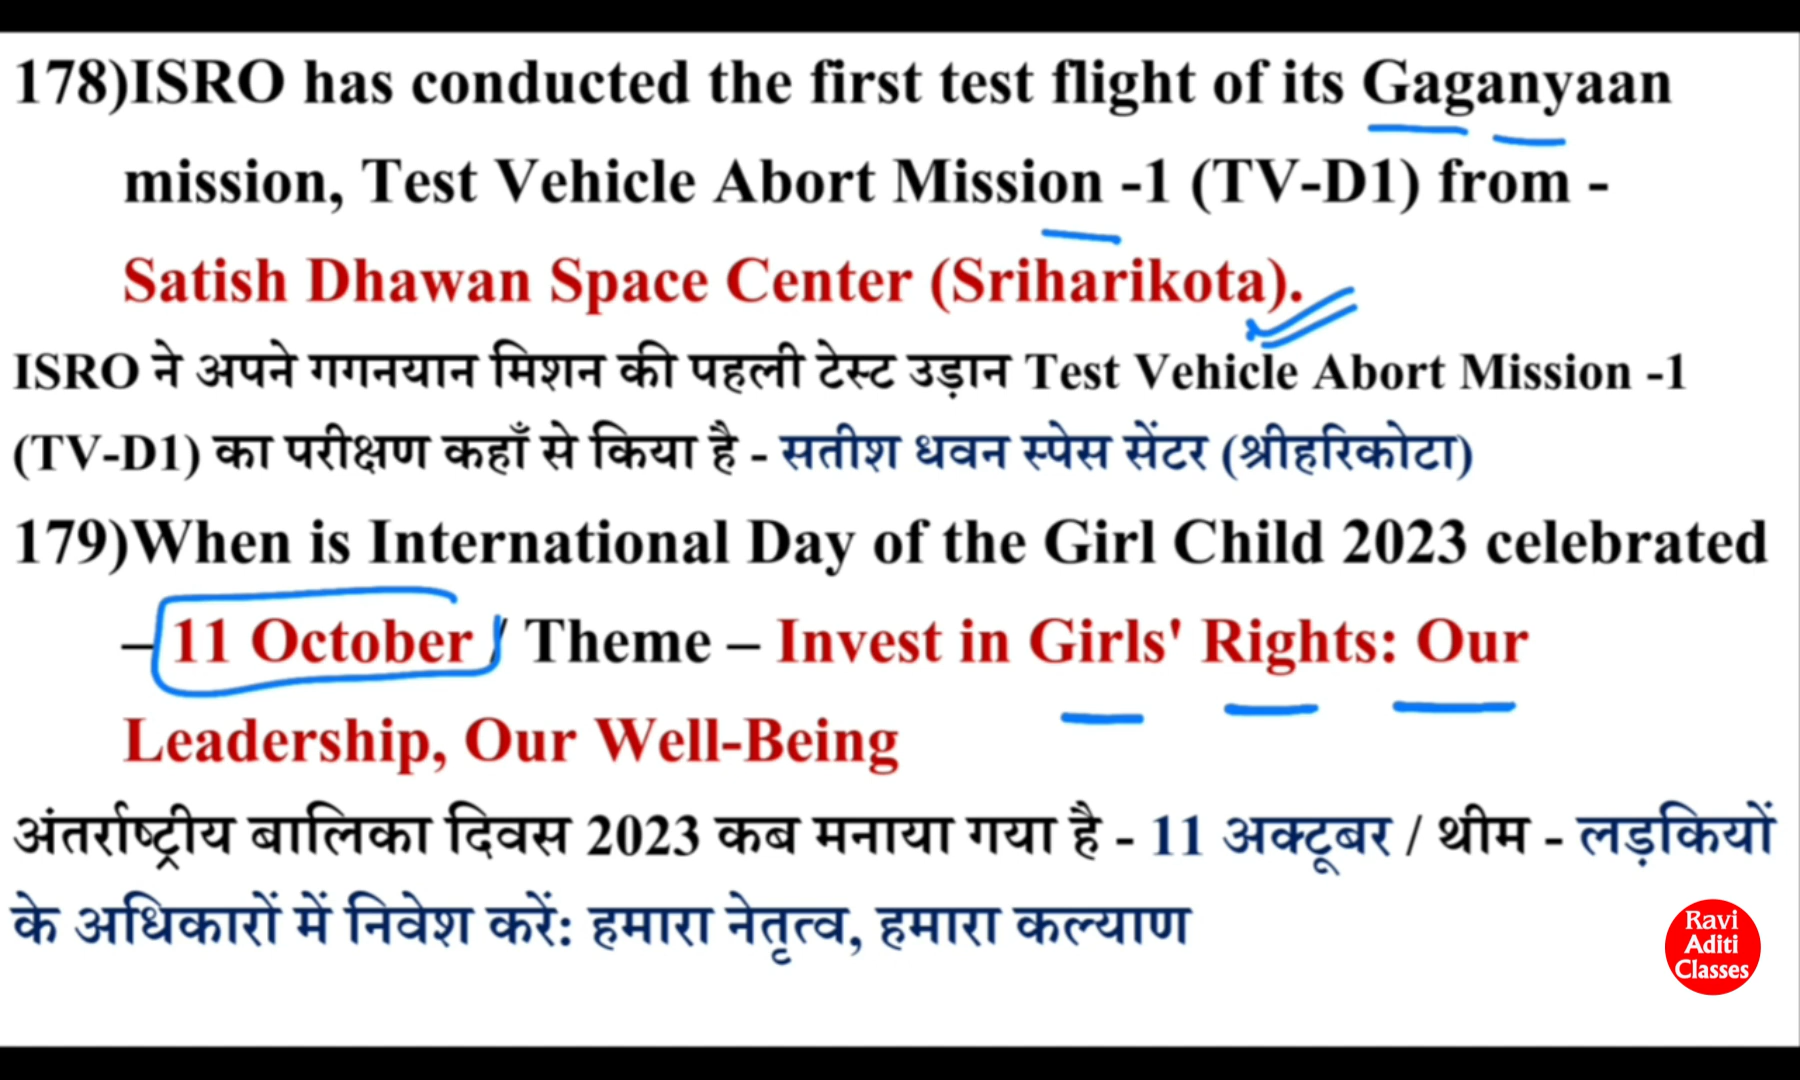 178)ISRO has conducted the first test flight of its Gaganyaan
mission, Test Vehicle Abort Mission -1 (TV-D1) from -
Satish Dhawan Space Center (Sriharikota).
ISRO ने अपने गगनयान मिशन की पहली टेस्ट उड़ान Test Vehicle Abort Mission -1
(TV-D1) का परीक्षण कहाँ से किया है - सतीश धवन स्पेस सेंटर (श्रीहरिकोटा)
179)When is International Day of the Girl Child 2023 celebrated
– 11 October / Theme – Invest in Girls' Rights: Our
Leadership, Our Well-Being
अंतर्राष्ट्रीय बालिका दिवस 2023 कब मनाया गया है - 11 अक्टूबर / थीम - लड़कियों
के अधिकारों में निवेश करें: हमारा नेतृत्व, हमारा कल्याण
Ravi
Aditi
Classes